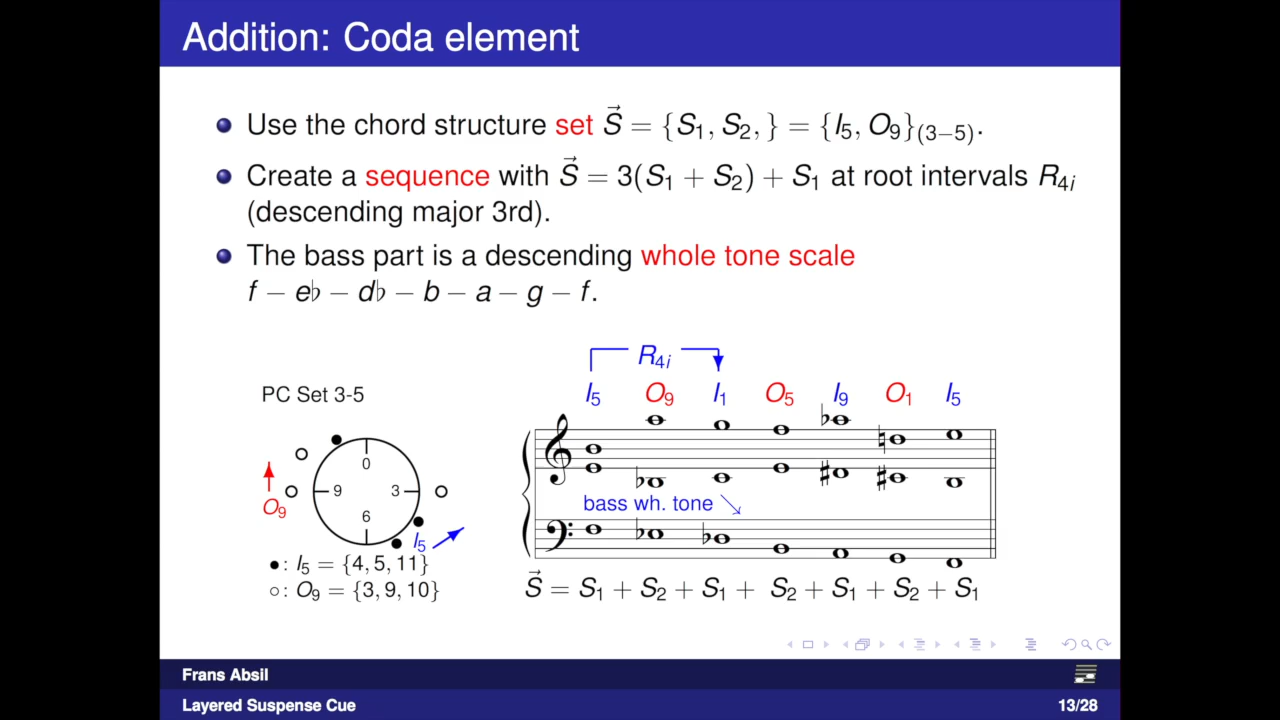 Addition: Coda element
Use the chord structure set S⃗ = {S₁, S₂, } = {I₅, O₉}₍₃₋₅₎.
Create a sequence with S⃗ = 3(S₁ + S₂) + S₁ at root intervals R₄ᵢ
(descending major 3rd).
The bass part is a descending whole tone scale
f – e♭ – d♭ – b – a – g – f.
R₄ᵢ
PC Set 3-5
I₅ O₉ I₁ O₅ I₉ O₁ I₅
0
9 3
6
O₉
I₅
bass wh. tone ↘
•: I₅ = {4, 5, 11}
○: O₉ = {3, 9, 10}
S⃗ = S₁ + S₂ + S₁ + S₂ + S₁ + S₂ + S₁
Frans Absil
Layered Suspense Cue 13/28